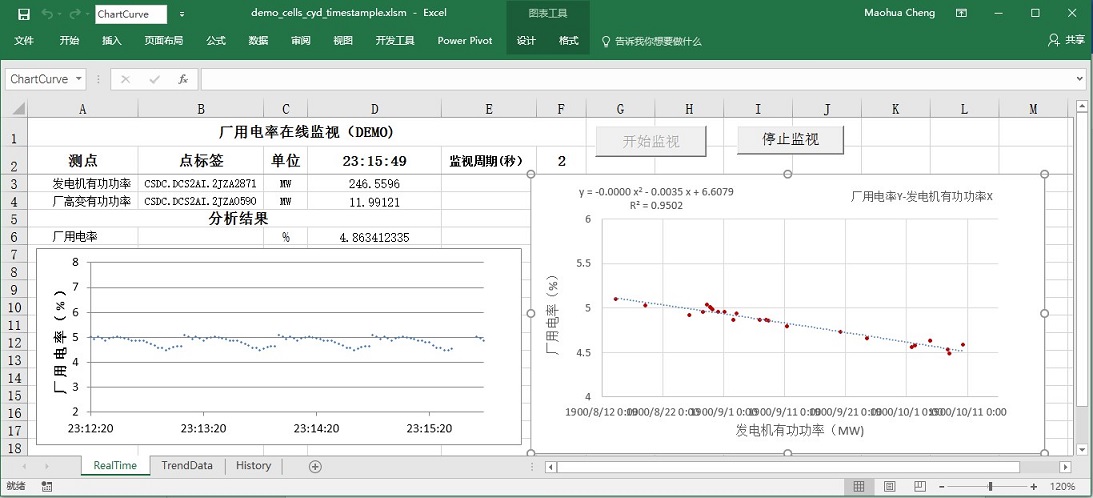 ChartCurve
demo_cells_cyd_timestample.xlsm - Excel
图表工具
Maohua Cheng
文件 开始 插入 页面布局 公式 数据 审阅 视图 开发工具 Power Pivot 设计 格式 告诉我你想要做什么 共享
ChartCurve fx
A B C D E F G H I J K L M
1 厂用电率在线监视（DEMO) 开始监视 停止监视
2 测点 点标签 单位 23:15:49 监视周期(秒) 2
3 发电机有功功率 CSDC.DCS2AI.2JZA2871 MW 246.5596
4 厂高变有功功率 CSDC.DCS2AI.2JZA0590 MW 11.99121
5 分析结果
6 厂用电率 % 4.863412335
7
8
9
10
11
12
13
14
15
16
17
18
厂用电率（%）
8
7
6
5
4
3
2
23:12:20 23:13:20 23:14:20 23:15:20
y = -0.0000 x² - 0.0035 x + 6.6079
R² = 0.9502
厂用电率Y-发电机有功功率X
厂用电率（%）
6
5.5
5
4.5
4
1900/8/12 0:00 1900/8/22 0:00 1900/9/1 0:00 1900/9/11 0:00 1900/9/21 0:00 1900/10/1 0:00 1900/10/11 0:00
发电机有功功率（MW)
RealTime TrendData History
就绪 120%